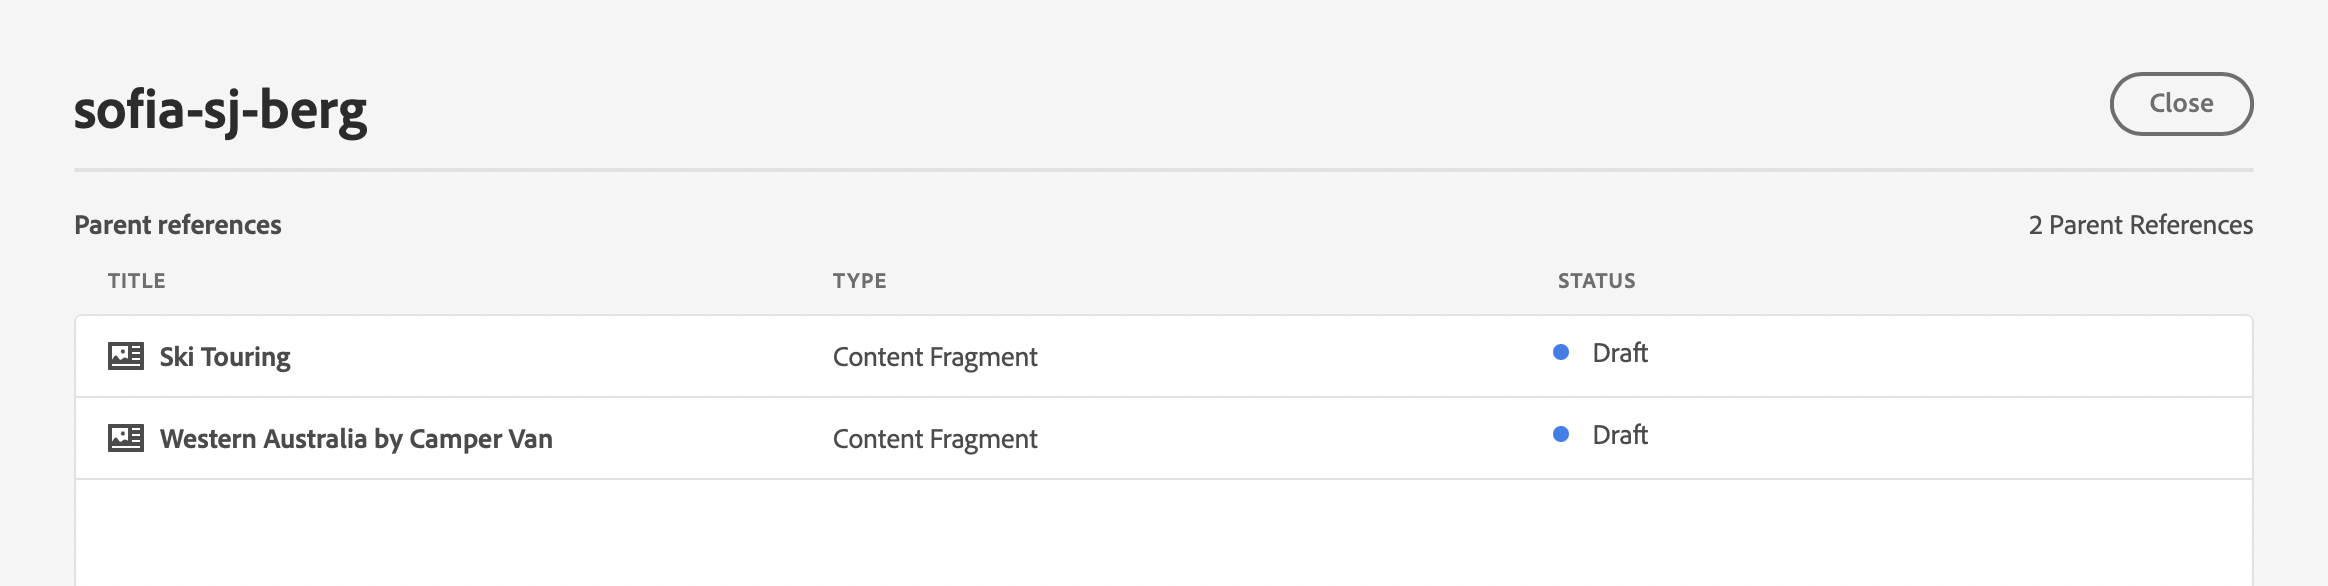 sofia-sj-berg
Close
Parent references
2 Parent References
TITLE TYPE STATUS
Ski Touring Content Fragment Draft
Western Australia by Camper Van Content Fragment Draft